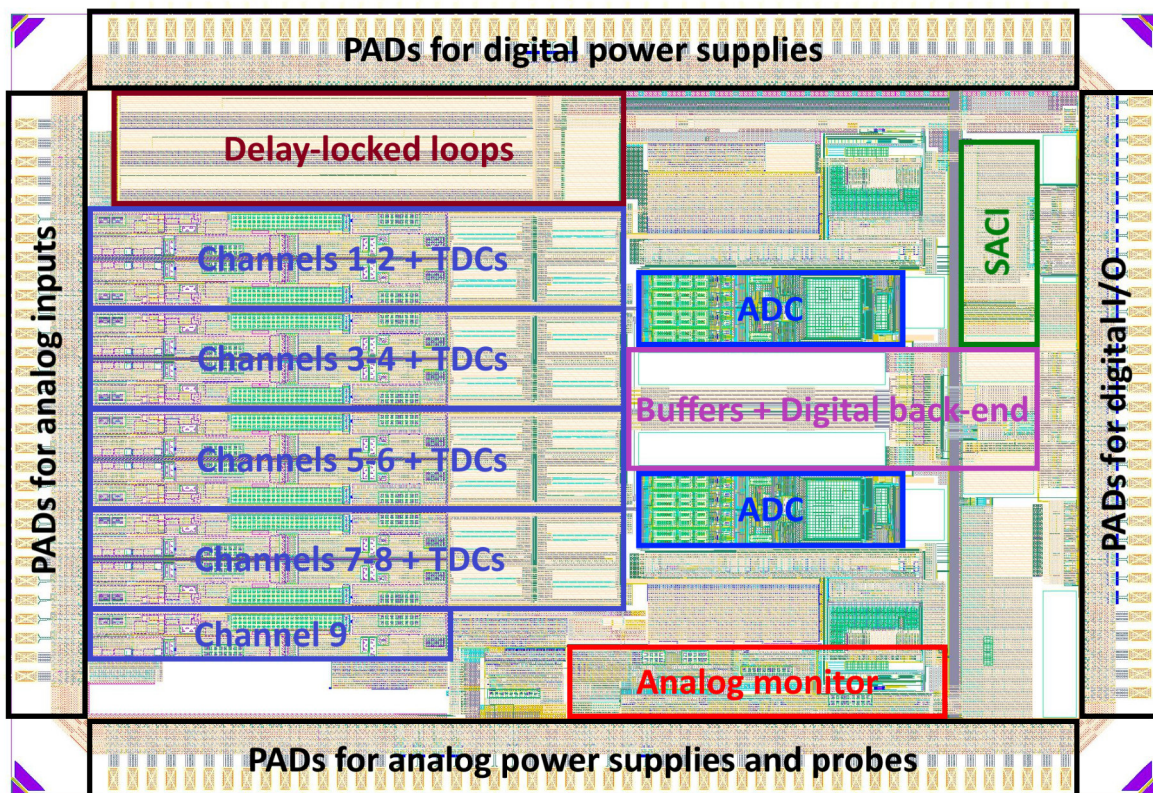 PADs for digital power supplies
PADs for analog inputs
Delay-locked loops
Channels 1-2 + TDCs
Channels 3-4 + TDCs
Channels 5-6 + TDCs
Channels 7-8 + TDCs
Channel 9
ADC
Buffers + Digital back-end
ADC
Analog monitor
SACI
PADs for digital I/O
PADs for analog power supplies and probes